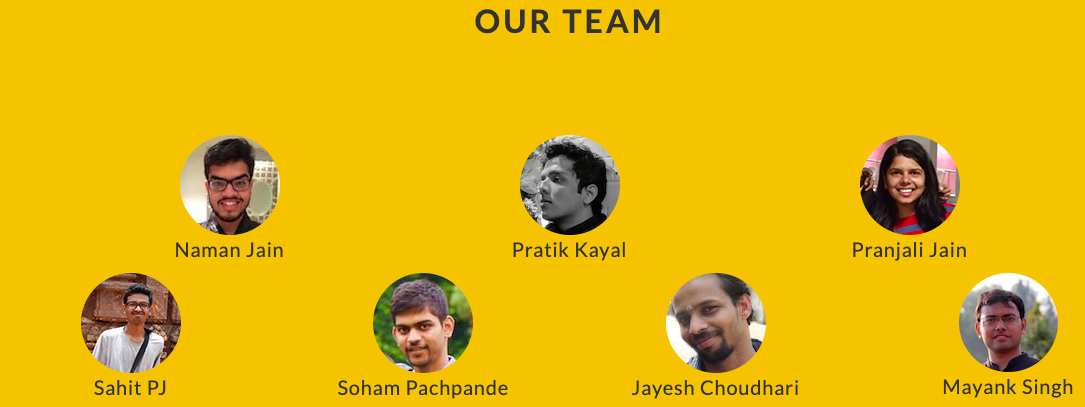 OUR TEAM
Naman Jain
Pratik Kayal
Pranjali Jain
Sahit PJ
Soham Pachpande
Jayesh Choudhari
Mayank Singh